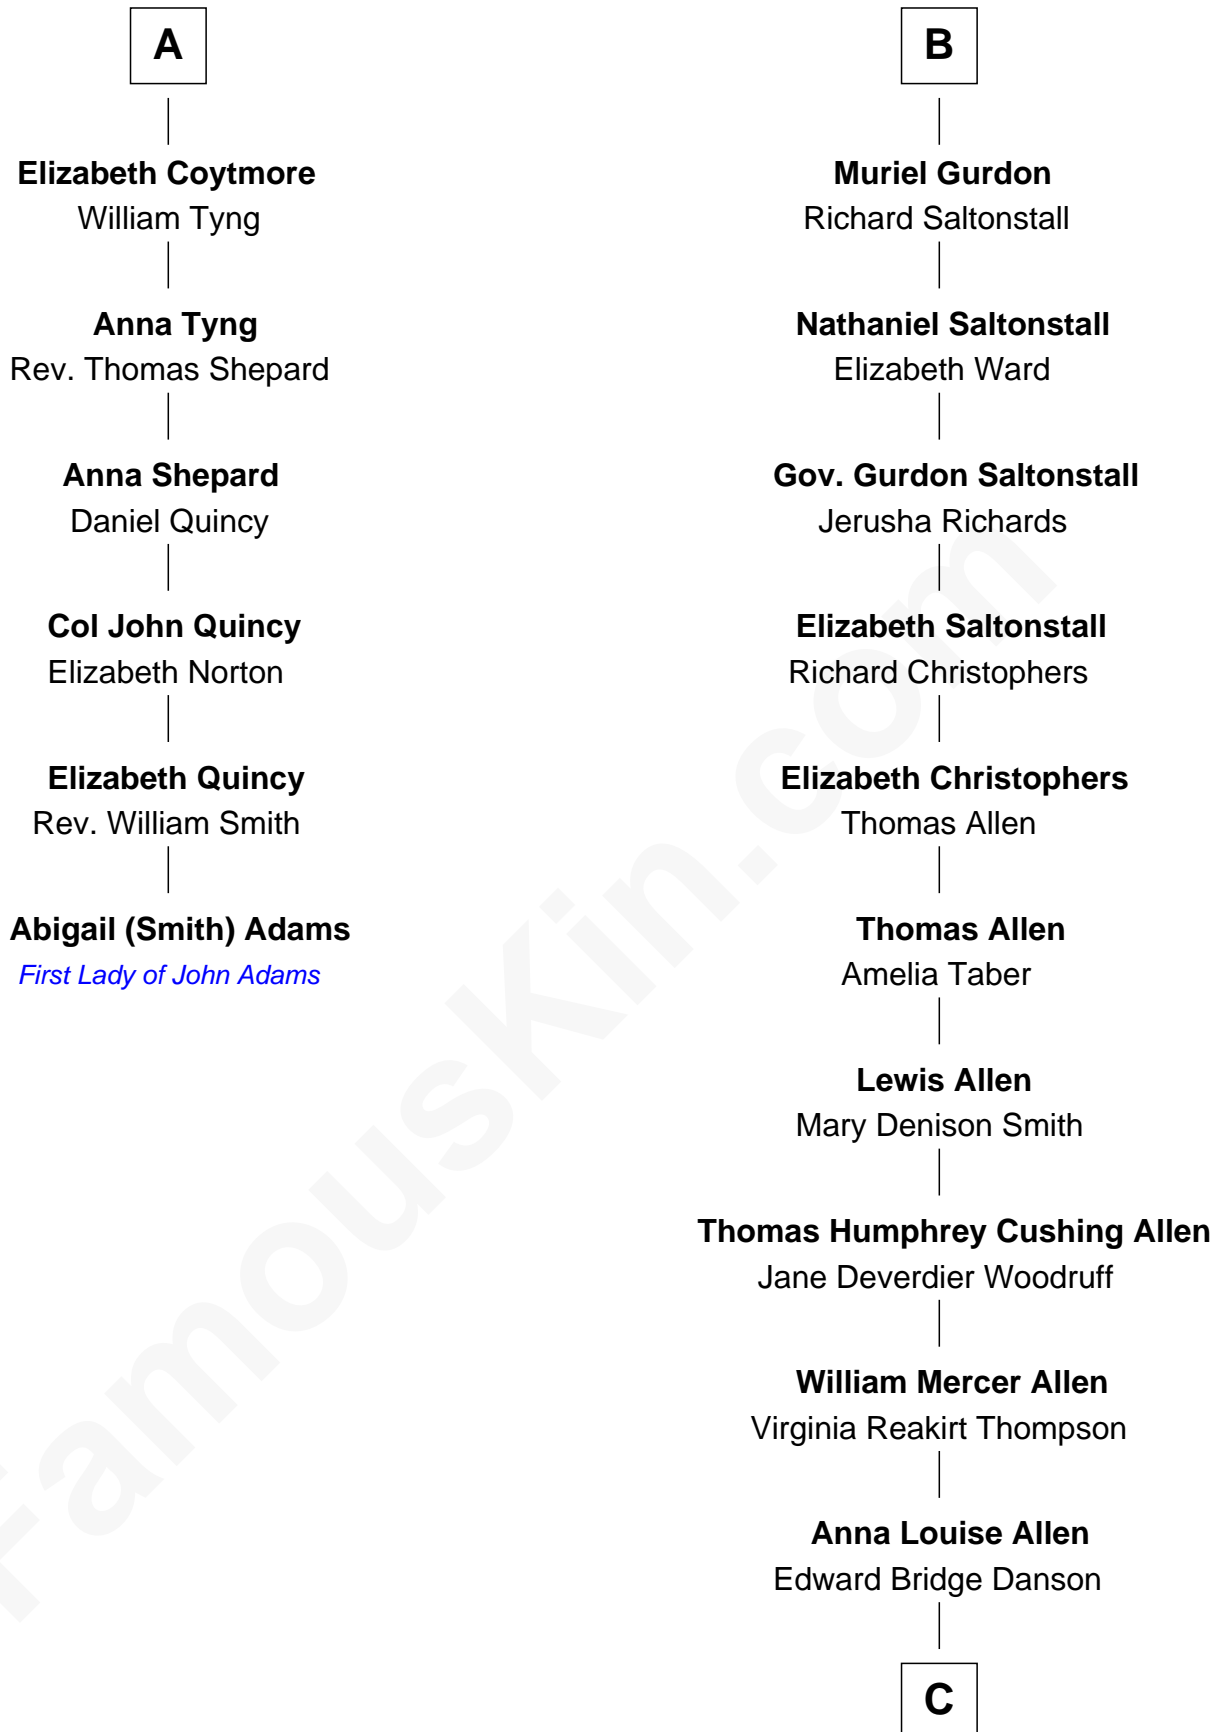 A
Elizabeth Coytmore
William Tyng
Anna Tyng
Rev. Thomas Shepard
Anna Shepard
Daniel Quincy
Col John Quincy
Elizabeth Norton
Elizabeth Quincy
Rev. William Smith
Abigail (Smith) Adams
First Lady of John Adams
B
Muriel Gurdon
Richard Saltonstall
Nathaniel Saltonstall
Elizabeth Ward
Gov. Gurdon Saltonstall
Jerusha Richards
Elizabeth Saltonstall
Richard Christophers
Elizabeth Christophers
Thomas Allen
Thomas Allen
Amelia Taber
Lewis Allen
Mary Denison Smith
Thomas Humphrey Cushing Allen
Jane Deverdier Woodruff
William Mercer Allen
Virginia Reakirt Thompson
Anna Louise Allen
Edward Bridge Danson
C
FamousKin.com